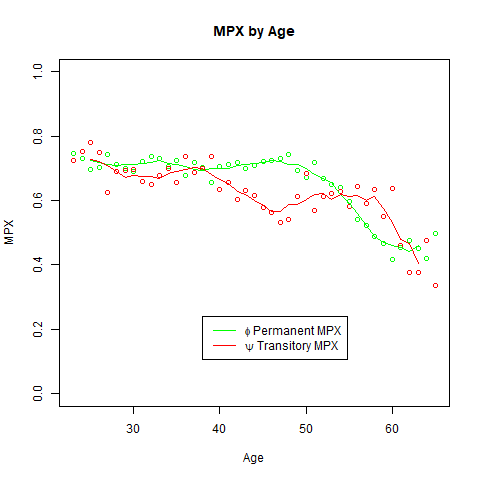 MPX by Age
MPX
1.0
0.8
0.6
0.4
0.2
0.0
ϕ Permanent MPX
ψ Transitory MPX
30 40 50 60
Age